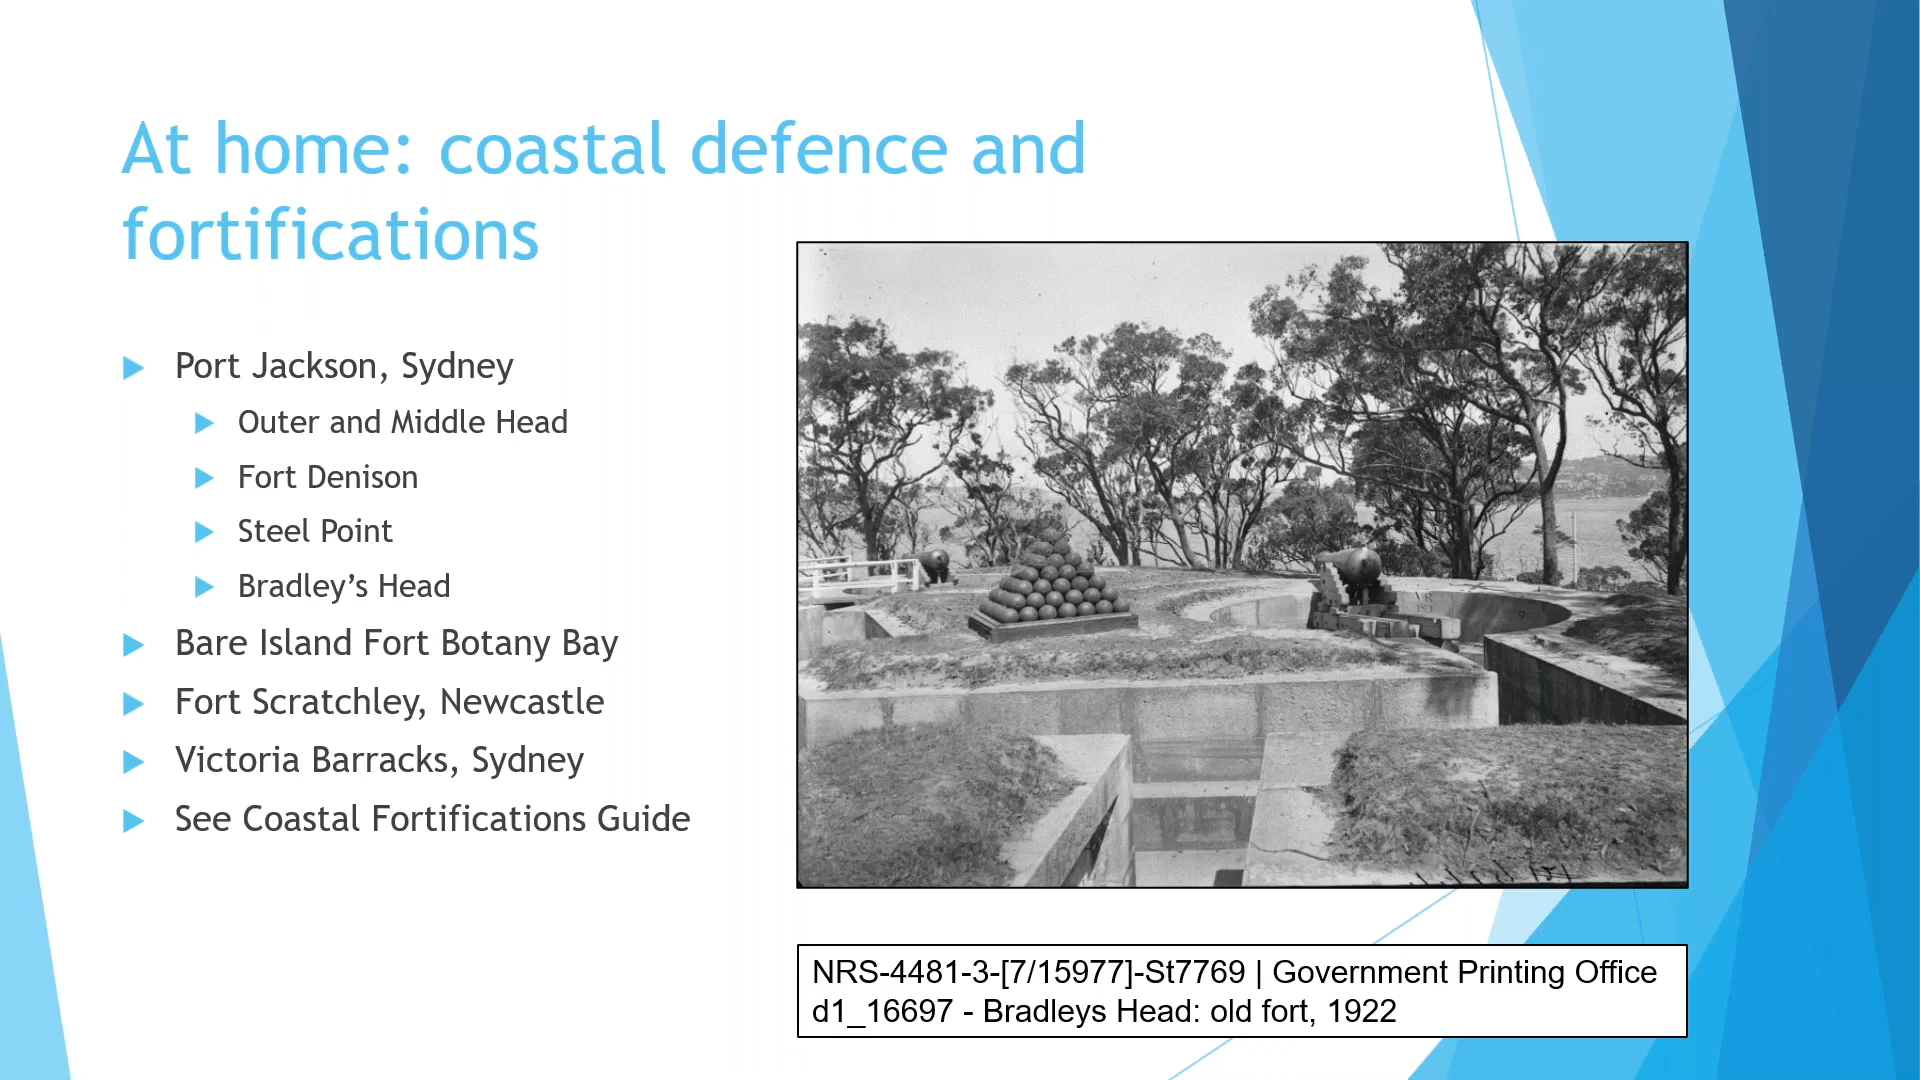 At home: coastal defence and
fortifications
Port Jackson, Sydney
Outer and Middle Head
Fort Denison
Steel Point
Bradley’s Head
Bare Island Fort Botany Bay
Fort Scratchley, Newcastle
Victoria Barracks, Sydney
See Coastal Fortifications Guide
NRS-4481-3-[7/15977]-St7769 | Government Printing Office
d1_16697 - Bradleys Head: old fort, 1922